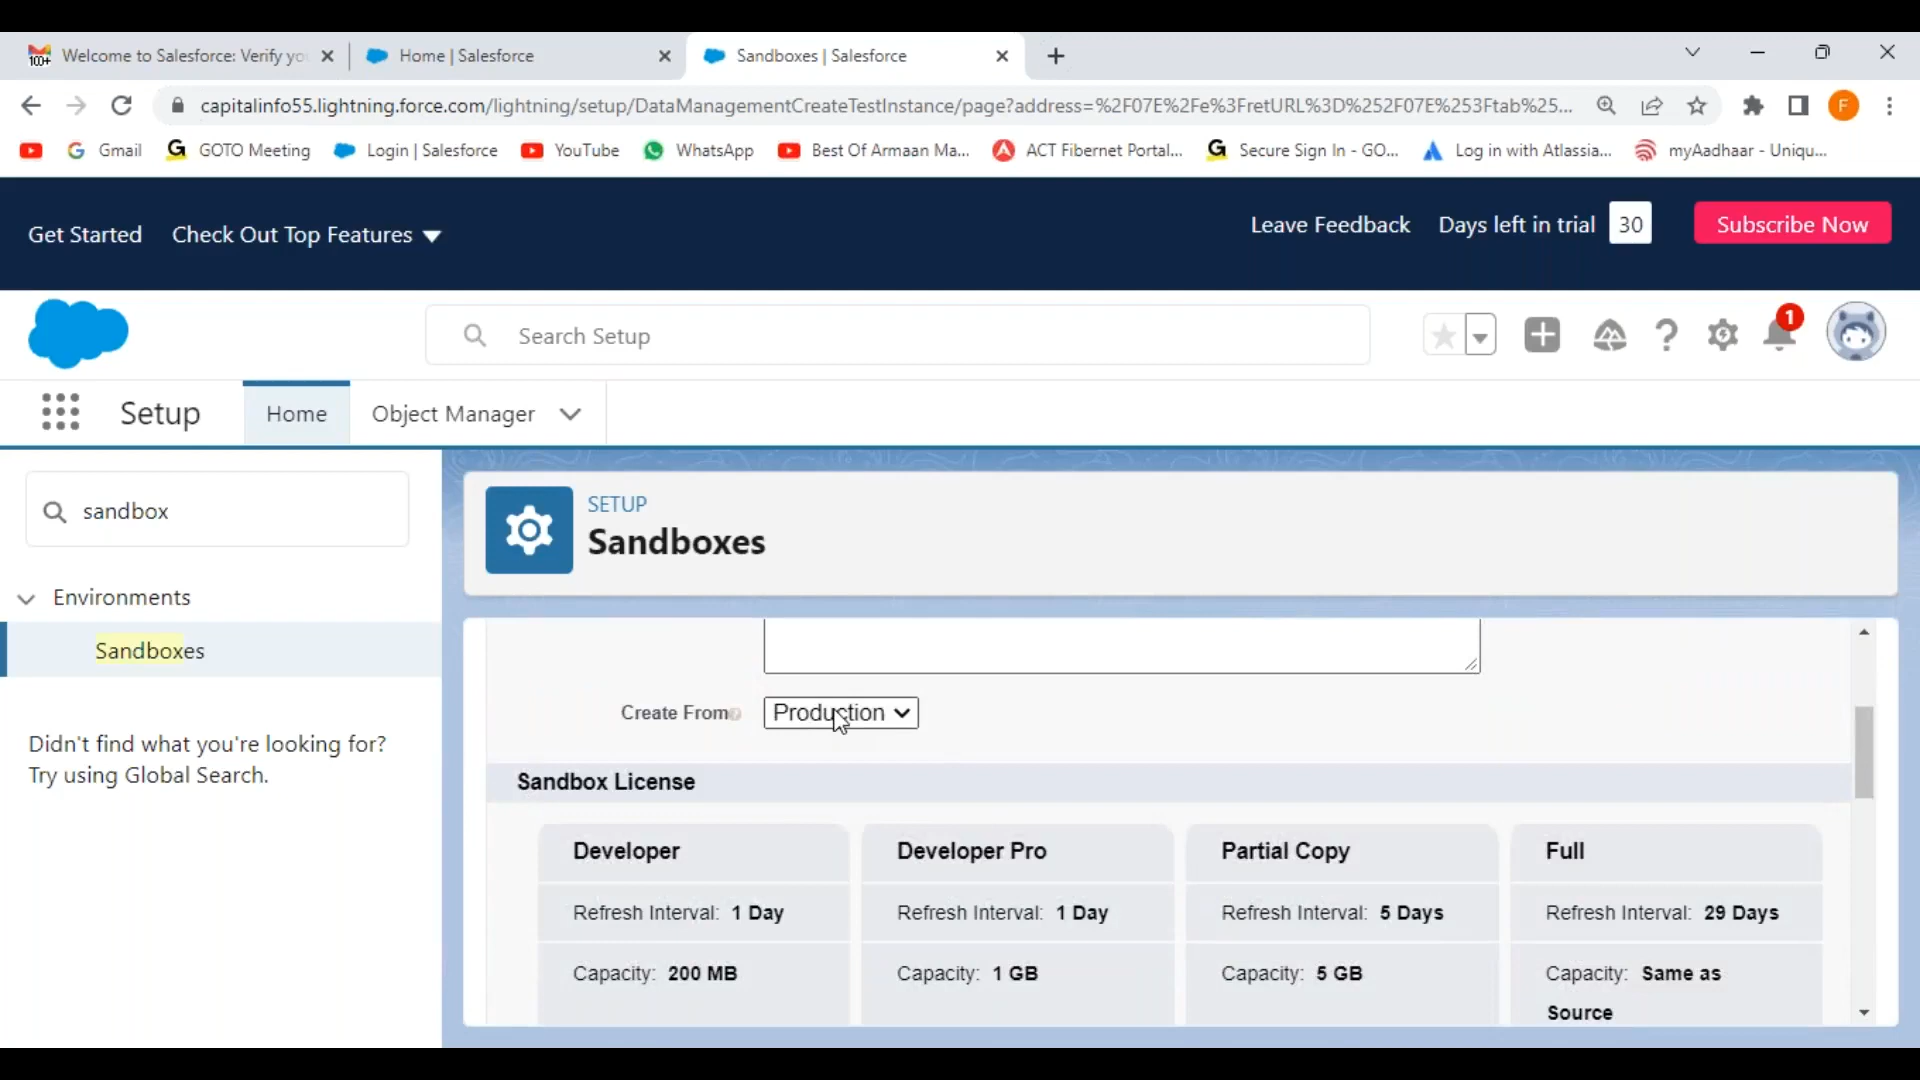 100+ Welcome to Salesforce: Verify yo
Home | Salesforce
Sandboxes | Salesforce
capitalinfo55.lightning.force.com/lightning/setup/DataManagementCreateTestInstance/page?address=%2F07E%2Fe%3FretURL%3D%252F07E%253Ftab%25...
F
Gmail
GOTO Meeting
Login | Salesforce
YouTube
WhatsApp
Best Of Armaan Ma...
ACT Fibernet Portal...
Secure Sign In - GO...
Log in with Atlassia...
myAadhaar - Uniqu...
Get Started
Check Out Top Features
Leave Feedback
Days left in trial 30
Subscribe Now
Search Setup
1
Setup
Home
Object Manager
sandbox
Environments
Sandboxes
Didn't find what you're looking for?
Try using Global Search.
SETUP
Sandboxes
Create From
Production
Sandbox License
Developer
Refresh Interval: 1 Day
Capacity: 200 MB
Developer Pro
Refresh Interval: 1 Day
Capacity: 1 GB
Partial Copy
Refresh Interval: 5 Days
Capacity: 5 GB
Full
Refresh Interval: 29 Days
Capacity: Same as
Source